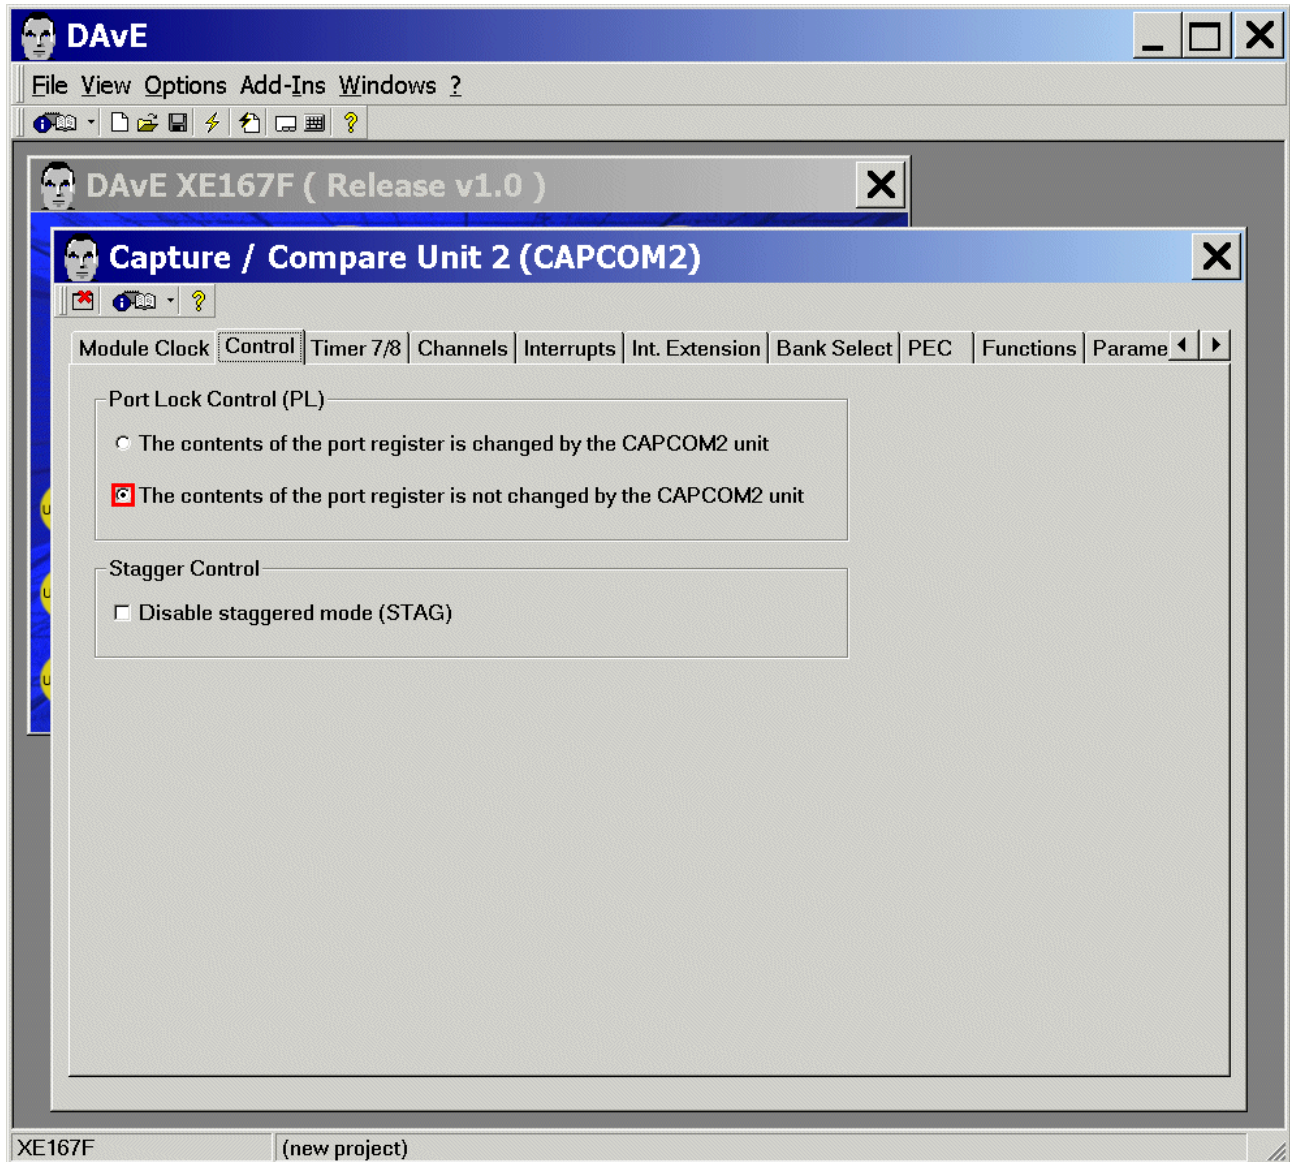 DAvE
File View Options Add-Ins Windows ?
DAvE XE167F ( Release v1.0 )
Capture / Compare Unit 2 (CAPCOM2)
Module Clock Control Timer 7/8 Channels Interrupts Int. Extension Bank Select PEC Functions Parame
Port Lock Control (PL)
The contents of the port register is changed by the CAPCOM2 unit
The contents of the port register is not changed by the CAPCOM2 unit
Stagger Control
Disable staggered mode (STAG)
XE167F (new project)